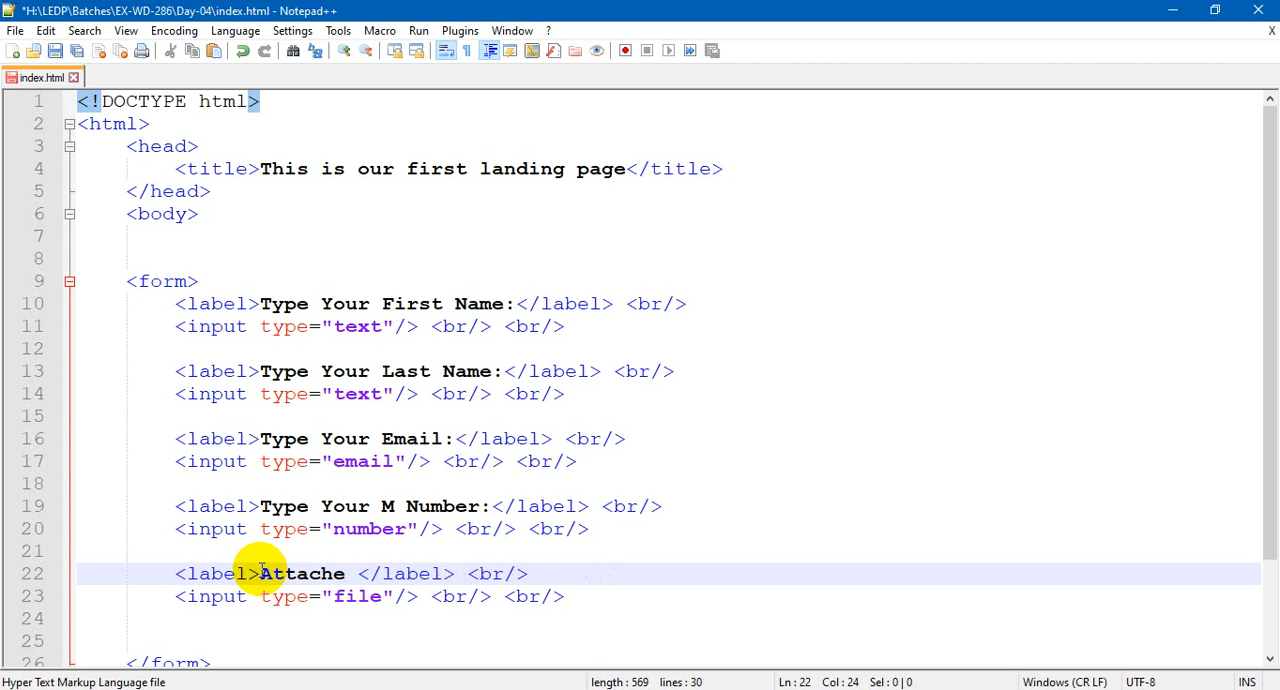 *H:\LEDP\Batches\EX-WD-286\Day-04\index.html - Notepad++
File Edit Search View Encoding Language Settings Tools Macro Run Plugins Window ? X
index.html
1 <!DOCTYPE html>
2 <html>
3 <head>
4 <title>This is our first landing page</title>
5 </head>
6 <body>
7
8
9 <form>
10 <label>Type Your First Name:</label> <br/>
11 <input type="text"/> <br/> <br/>
12
13 <label>Type Your Last Name:</label> <br/>
14 <input type="text"/> <br/> <br/>
15
16 <label>Type Your Email:</label> <br/>
17 <input type="email"/> <br/> <br/>
18
19 <label>Type Your M Number:</label> <br/>
20 <input type="number"/> <br/> <br/>
21
22 <label>Attache </label> <br/>
23 <input type="file"/> <br/> <br/>
24
25
26 </form>
Hyper Text Markup Language file length : 569 lines : 30 Ln : 22 Col : 24 Sel : 0 | 0 Windows (CR LF) UTF-8 INS